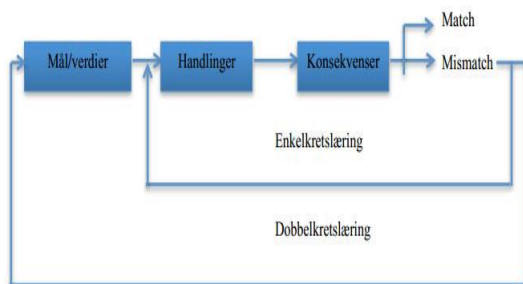 Match
Mål/verdier
Handlinger
Konsekvenser
Mismatch
Enkelkretslæring
Dobbelkretslæring